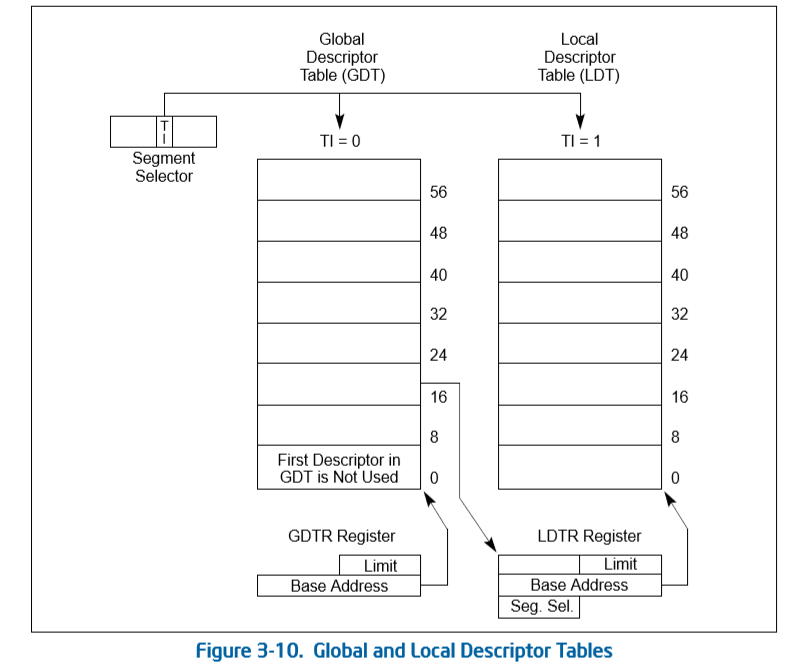 Global
Descriptor
Table (GDT)
Local
Descriptor
Table (LDT)
T
I
Segment
Selector
TI = 0
TI = 1
56
48
40
32
24
16
8
0
First Descriptor in
GDT is Not Used
56
48
40
32
24
16
8
0
GDTR Register
Limit
Base Address
LDTR Register
Limit
Base Address
Seg. Sel.
Figure 3-10. Global and Local Descriptor Tables